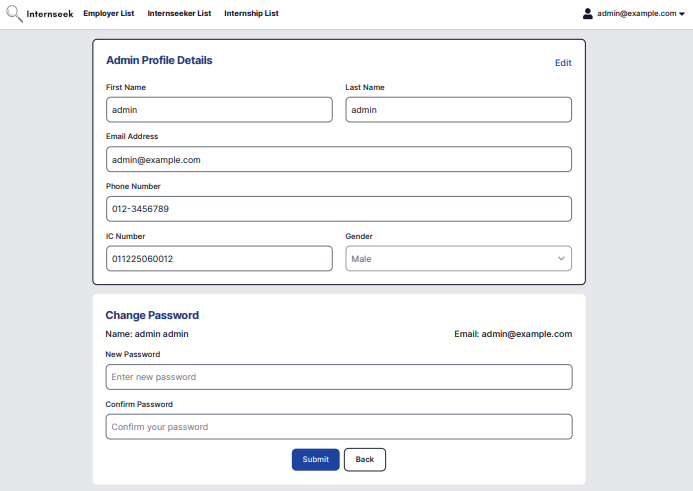 Internseek Employer List Internseeker List Internship List admin@example.com
Admin Profile Details Edit
First Name Last Name
admin admin
Email Address
admin@example.com
Phone Number
012-3456789
IC Number Gender
011225060012 Male
Change Password
Name: admin admin Email: admin@example.com
New Password
Enter new password
Confirm Password
Confirm your password
Submit Back